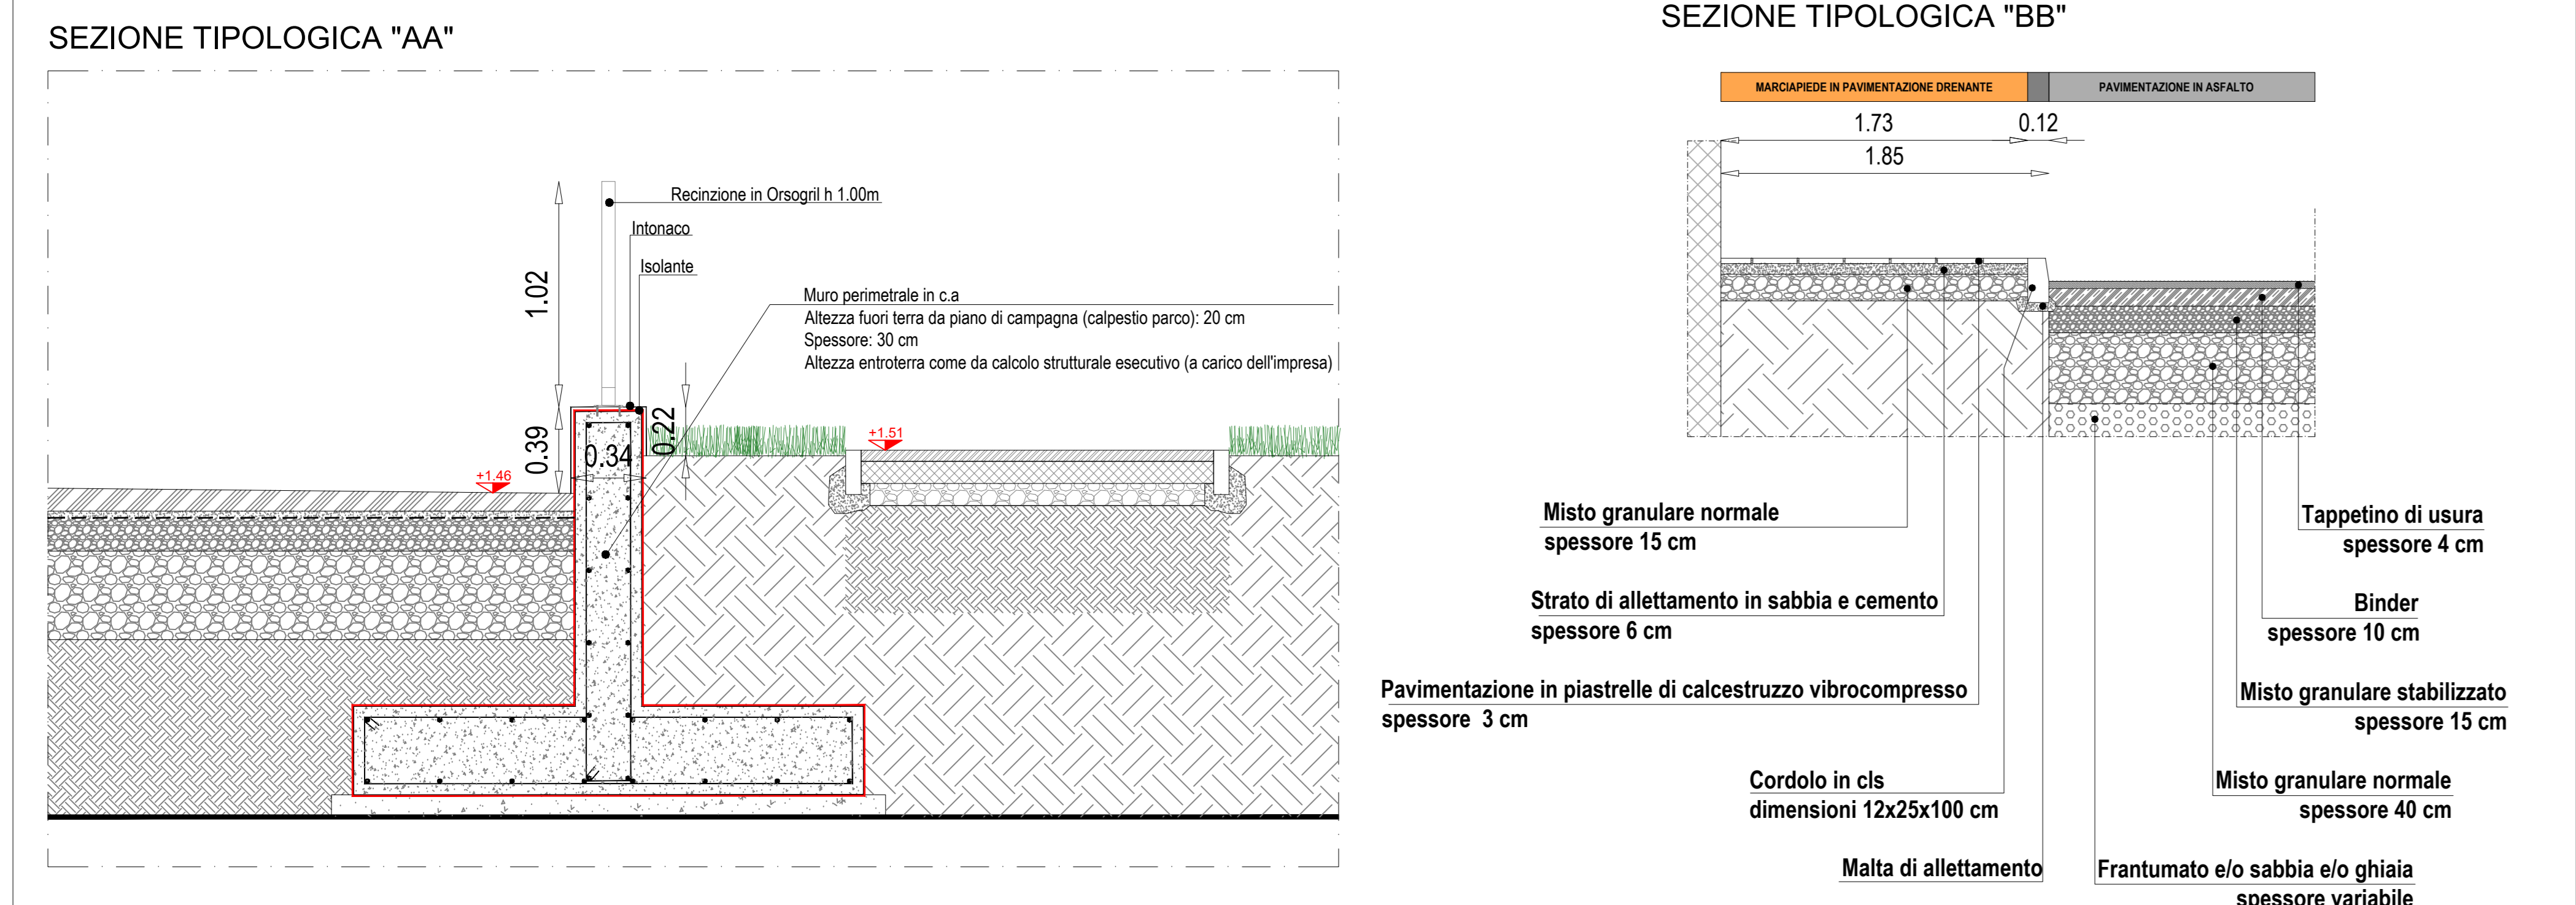 SEZIONE TIPOLOGICA "AA"
Recinzione in Orsogril h 1.00m
Intonaco
Isolante
Muro perimetrale in c.a
Altezza fuori terra da piano di campagna (calpestio parco): 20 cm
Spessore: 30 cm
Altezza entroterra come da calcolo strutturale esecutivo (a carico dell'impresa)
1.02
0.39
0.34
0.22
+1.51
+1.46
SEZIONE TIPOLOGICA "BB"
MARCIAPIEDE IN PAVIMENTAZIONE DRENANTE
PAVIMENTAZIONE IN ASFALTO
1.73
0.12
1.85
Misto granulare normale
spessore 15 cm
Strato di allettamento in sabbia e cemento
spessore 6 cm
Pavimentazione in piastrelle di calcestruzzo vibrocompresso
spessore 3 cm
Cordolo in cls
dimensioni 12x25x100 cm
Malta di allettamento
Tappetino di usura
spessore 4 cm
Binder
spessore 10 cm
Misto granulare stabilizzato
spessore 15 cm
Misto granulare normale
spessore 40 cm
Frantumato e/o sabbia e/o ghiaia
spessore variabile